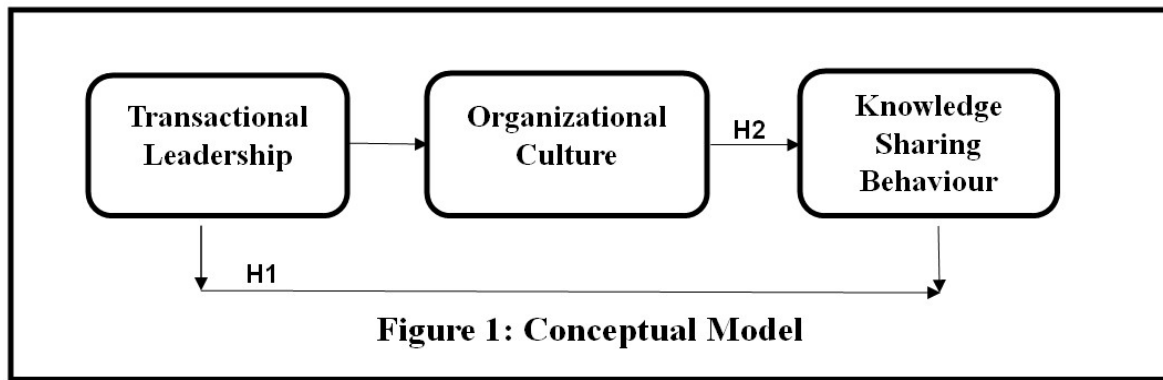 Transactional
Leadership
Organizational
Culture
H2
Knowledge
Sharing
Behaviour
H1
Figure 1: Conceptual Model